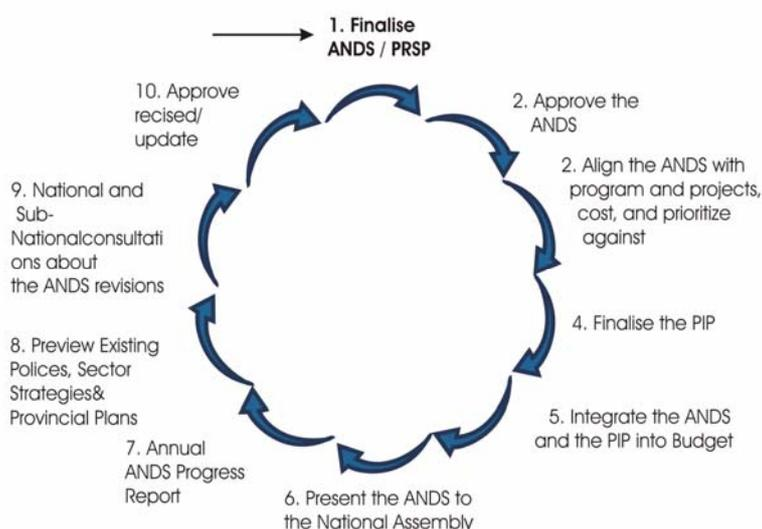 1. Finalise
ANDS / PRSP
2. Approve the
ANDS
2. Align the ANDS with
program and projects,
cost, and prioritize
against
4. Finalise the PIP
5. Integrate the ANDS
and the PIP into Budget
6. Present the ANDS to
the National Assembly
7. Annual
ANDS Progress
Report
8. Preview Existing
Polices, Sector
Strategies&
Provincial Plans
9. National and
Sub-
Nationalconsultati
ons about
the ANDS revisions
10. Approve
recised/
update